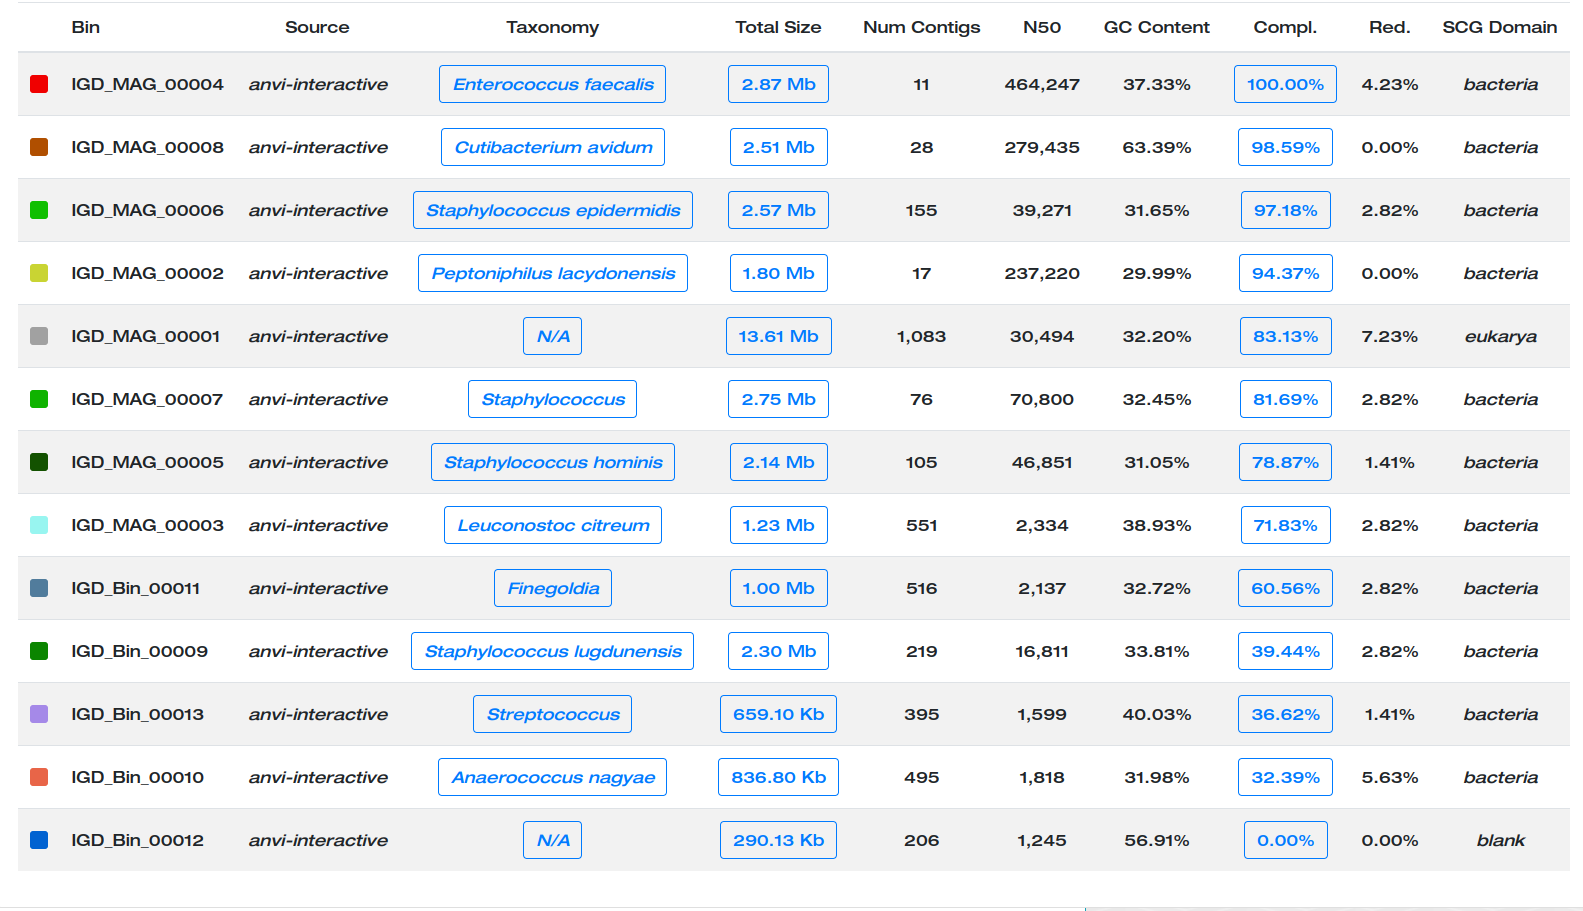 Bin Source Taxonomy Total Size Num Contigs N50 GC Content Compl. Red. SCG Domain
IGD_MAG_00004 anvi-interactive Enterococcus faecalis 2.87 Mb 11 464,247 37.33% 100.00% 4.23% bacteria
IGD_MAG_00008 anvi-interactive Cutibacterium avidum 2.51 Mb 28 279,435 63.39% 98.59% 0.00% bacteria
IGD_MAG_00006 anvi-interactive Staphylococcus epidermidis 2.57 Mb 155 39,271 31.65% 97.18% 2.82% bacteria
IGD_MAG_00002 anvi-interactive Peptoniphilus lacydonensis 1.80 Mb 17 237,220 29.99% 94.37% 0.00% bacteria
IGD_MAG_00001 anvi-interactive N/A 13.61 Mb 1,083 30,494 32.20% 83.13% 7.23% eukarya
IGD_MAG_00007 anvi-interactive Staphylococcus 2.75 Mb 76 70,800 32.45% 81.69% 2.82% bacteria
IGD_MAG_00005 anvi-interactive Staphylococcus hominis 2.14 Mb 105 46,851 31.05% 78.87% 1.41% bacteria
IGD_MAG_00003 anvi-interactive Leuconostoc citreum 1.23 Mb 551 2,334 38.93% 71.83% 2.82% bacteria
IGD_Bin_00011 anvi-interactive Finegoldia 1.00 Mb 516 2,137 32.72% 60.56% 2.82% bacteria
IGD_Bin_00009 anvi-interactive Staphylococcus lugdunensis 2.30 Mb 219 16,811 33.81% 39.44% 2.82% bacteria
IGD_Bin_00013 anvi-interactive Streptococcus 659.10 Kb 395 1,599 40.03% 36.62% 1.41% bacteria
IGD_Bin_00010 anvi-interactive Anaerococcus nagyae 836.80 Kb 495 1,818 31.98% 32.39% 5.63% bacteria
IGD_Bin_00012 anvi-interactive N/A 290.13 Kb 206 1,245 56.91% 0.00% 0.00% blank